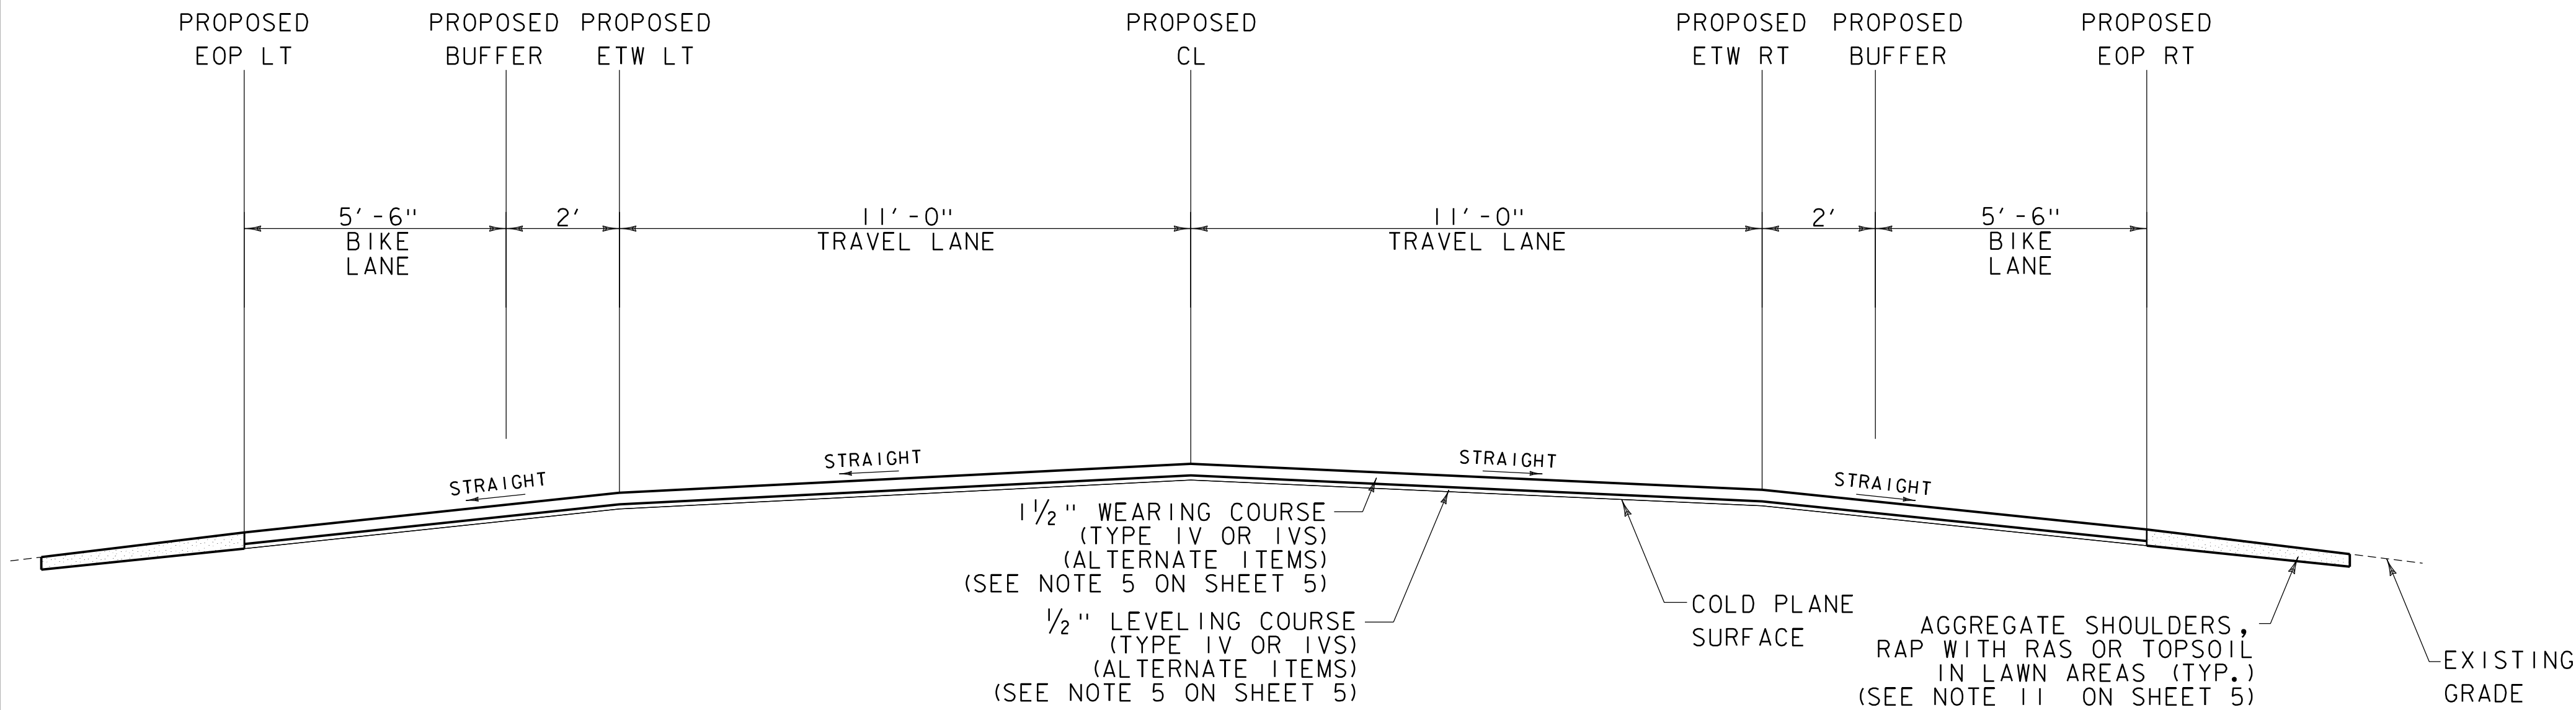 PROPOSED EOP LT
PROPOSED BUFFER
PROPOSED ETW LT
PROPOSED CL
PROPOSED ETW RT
PROPOSED BUFFER
PROPOSED EOP RT
5'-6"
BIKE
LANE
2'
11'-0"
TRAVEL LANE
11'-0"
TRAVEL LANE
2'
5'-6"
BIKE
LANE
STRAIGHT
STRAIGHT
STRAIGHT
STRAIGHT
1½" WEARING COURSE
(TYPE IV OR IVS)
(ALTERNATE ITEMS)
(SEE NOTE 5 ON SHEET 5)
½" LEVELING COURSE
(TYPE IV OR IVS)
(ALTERNATE ITEMS)
(SEE NOTE 5 ON SHEET 5)
COLD PLANE
SURFACE
AGGREGATE SHOULDERS,
RAP WITH RAS OR TOPSOIL
IN LAWN AREAS (TYP.)
(SEE NOTE 11 ON SHEET 5)
EXISTING
GRADE